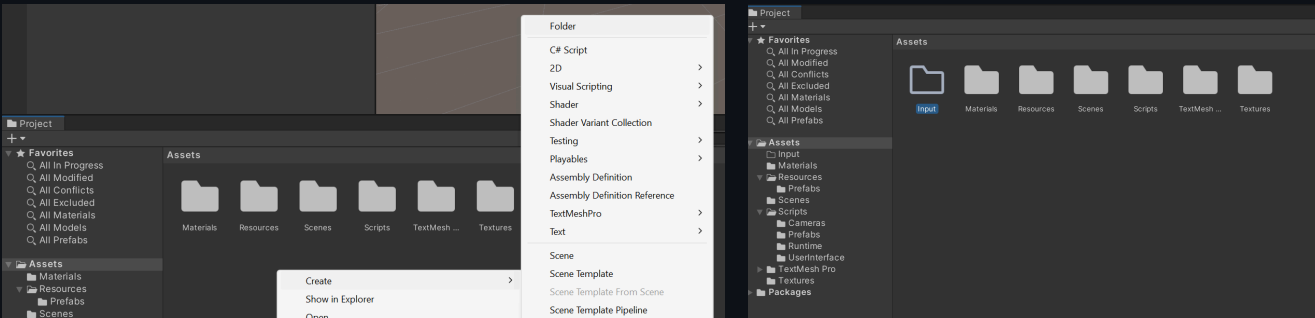 Folder
C# Script
2D
Visual Scripting
Shader
Shader Variant Collection
Testing
Playables
Assembly Definition
Assembly Definition Reference
TextMeshPro
Text
Scene
Scene Template
Scene Template From Scene
Scene Template Pipeline
Project
Favorites
All In Progress
All Modified
All Conflicts
All Excluded
All Materials
All Models
All Prefabs
Assets
Materials
Resources
Prefabs
Scenes
Assets
Materials Resources Scenes Scripts TextMesh ... Textures
Create
Show in Explorer
Open
Project
Favorites
All In Progress
All Modified
All Conflicts
All Excluded
All Materials
All Models
All Prefabs
Assets
Input
Materials
Resources
Prefabs
Scenes
Scripts
Cameras
Prefabs
Runtime
UserInterface
TextMesh Pro
Textures
Packages
Assets
Input Materials Resources Scenes Scripts TextMesh ... Textures